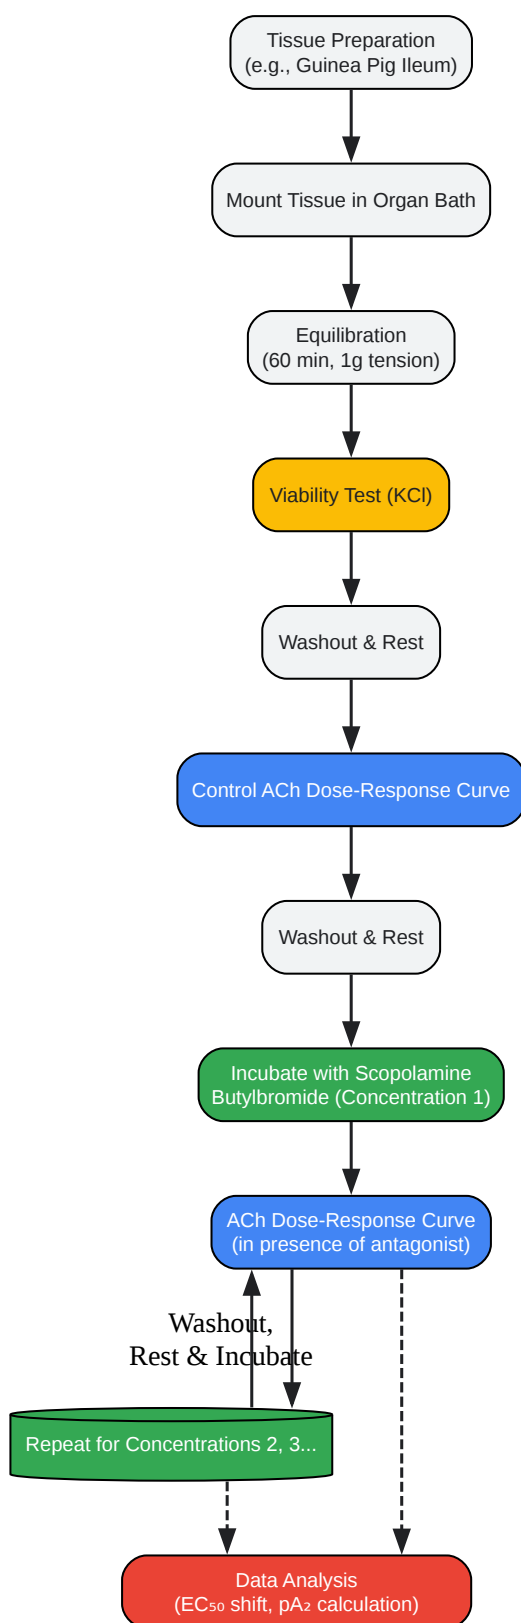 Tissue Preparation
(e.g., Guinea Pig Ileum)
Mount Tissue in Organ Bath
Equilibration
(60 min, 1g tension)
Viability Test (KCl)
Washout & Rest
Control ACh Dose-Response Curve
Washout & Rest
Incubate with Scopolamine
Butylbromide (Concentration 1)
ACh Dose-Response Curve
(in presence of antagonist)
Washout,
Rest & Incubate
Repeat for Concentrations 2, 3...
Data Analysis
(EC₅₀ shift, pA₂ calculation)